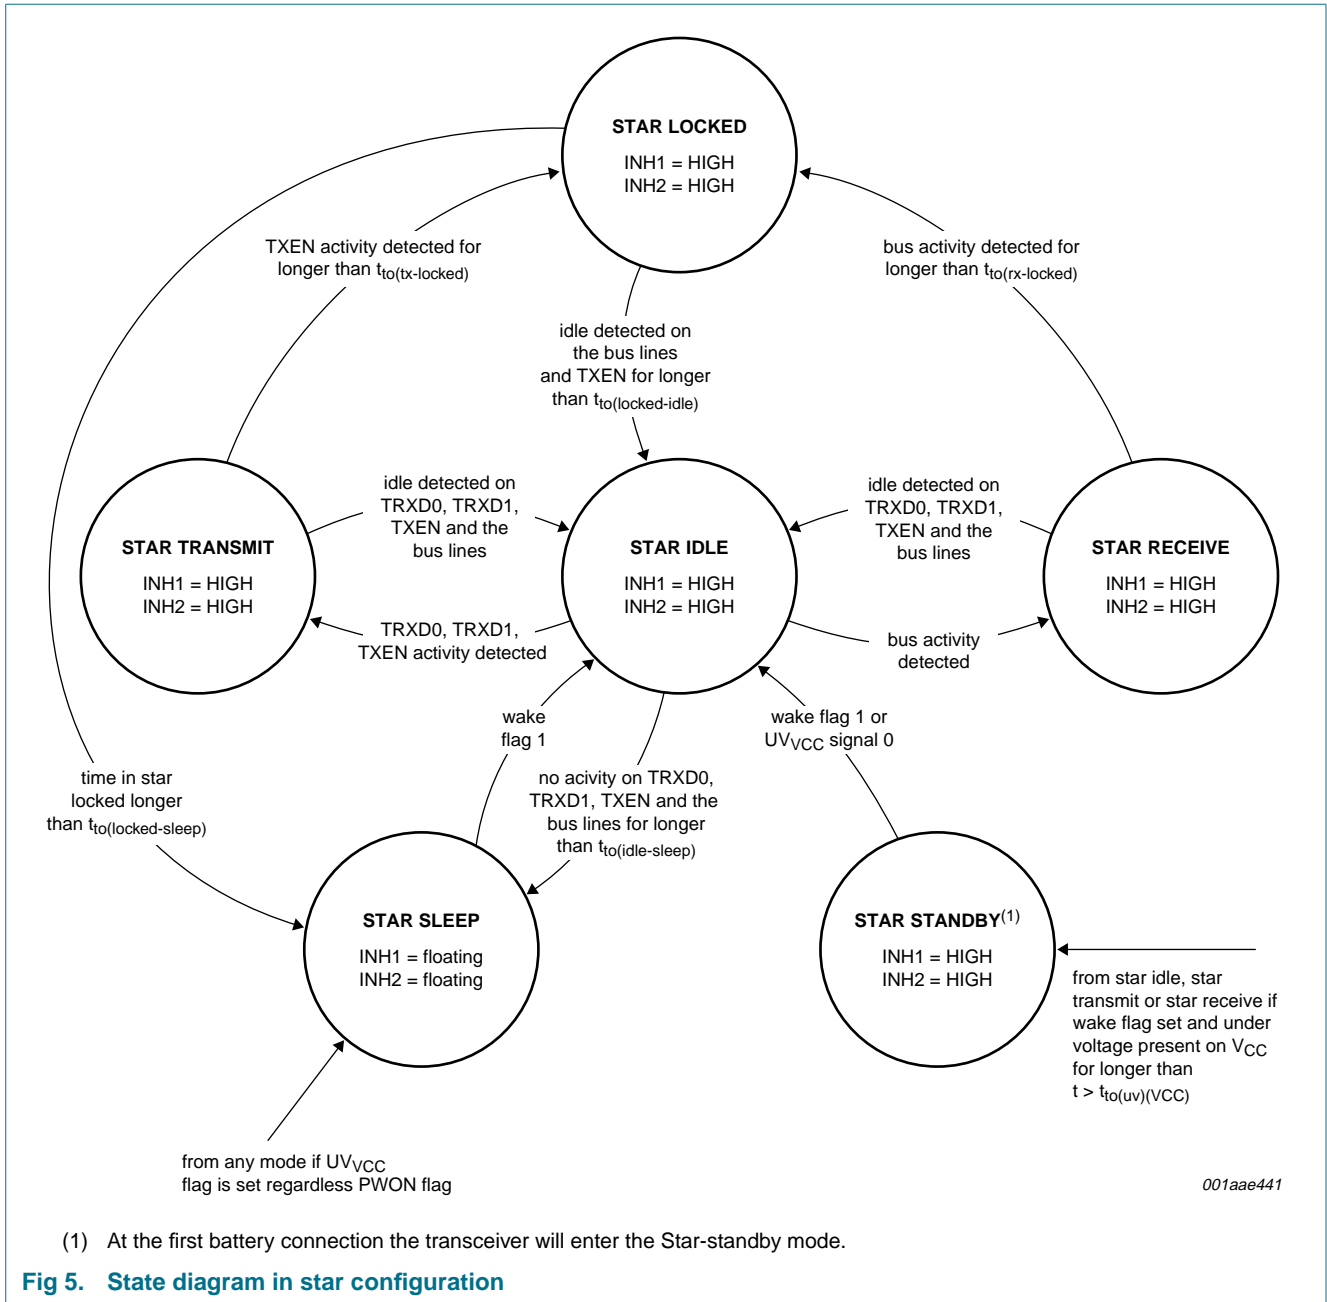 STAR LOCKED
INH1 = HIGH
INH2 = HIGH
TXEN activity detected for
longer than tto(tx-locked)
bus activity detected for
longer than tto(rx-locked)
idle detected on
the bus lines
and TXEN for longer
than tto(locked-idle)
idle detected on
TRXD0, TRXD1,
TXEN and the
bus lines
idle detected on
TRXD0, TRXD1,
TXEN and the
bus lines
STAR TRANSMIT
INH1 = HIGH
INH2 = HIGH
STAR IDLE
INH1 = HIGH
INH2 = HIGH
STAR RECEIVE
INH1 = HIGH
INH2 = HIGH
TRXD0, TRXD1,
TXEN activity detected
bus activity
detected
wake
flag 1
wake flag 1 or
UVVCC signal 0
time in star
locked longer
than tto(locked-sleep)
no acivity on TRXD0,
TRXD1, TXEN and the
bus lines for longer
than tto(idle-sleep)
STAR SLEEP
INH1 = floating
INH2 = floating
STAR STANDBY(1)
INH1 = HIGH
INH2 = HIGH
from star idle, star
transmit or star receive if
wake flag set and under
voltage present on VCC
for longer than
t > tto(uv)(VCC)
from any mode if UVVCC
flag is set regardless PWON flag
001aae441
(1) At the first battery connection the transceiver will enter the Star-standby mode.
Fig 5. State diagram in star configuration